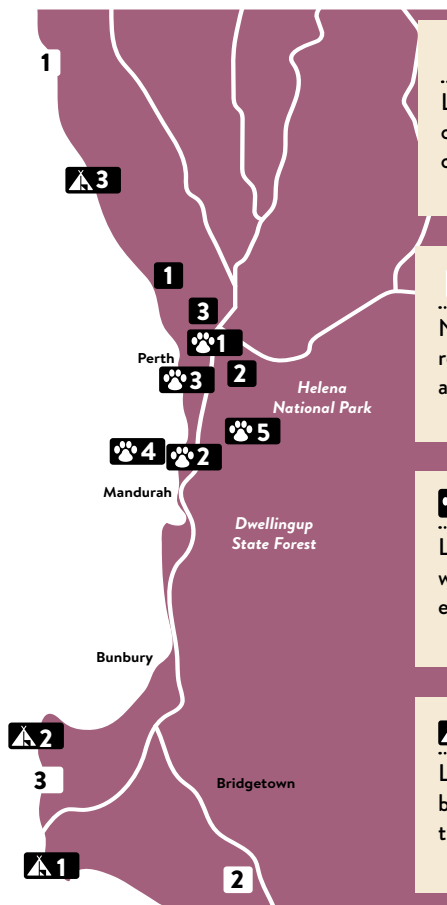 1
3
1
3
1
Perth
3
2
Helena
National Park
5
4
2
Mandurah
Dwellingup
State Forest
Bunbury
2
3
Bridgetown
1
2